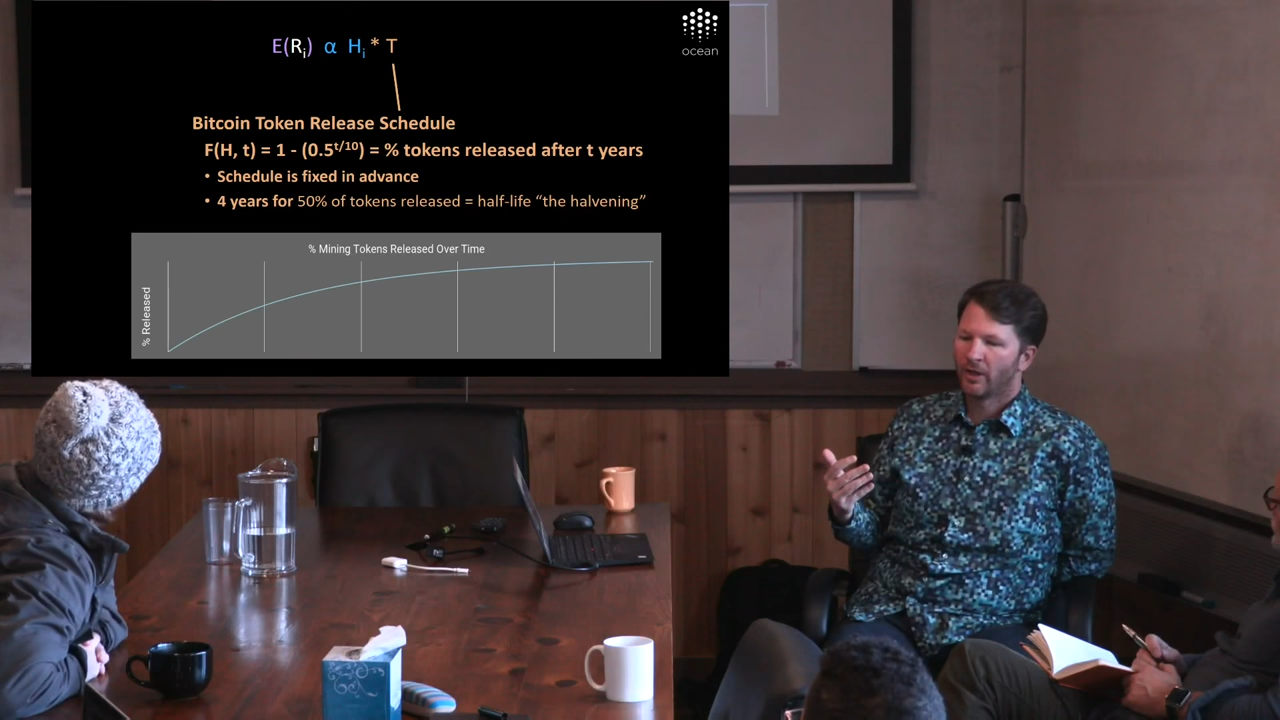 E(Rᵢ) α Hᵢ * T
ocean
Bitcoin Token Release Schedule
F(H, t) = 1 - (0.5^t/10) = % tokens released after t years
• Schedule is fixed in advance
• 4 years for 50% of tokens released = half-life “the halvening”
% Mining Tokens Released Over Time
% Released